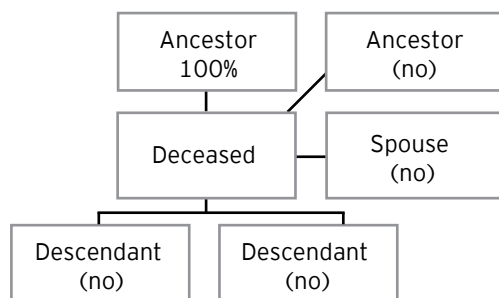 Ancestor
100%
Ancestor
(no)
Deceased
Spouse
(no)
Descendant
(no)
Descendant
(no)